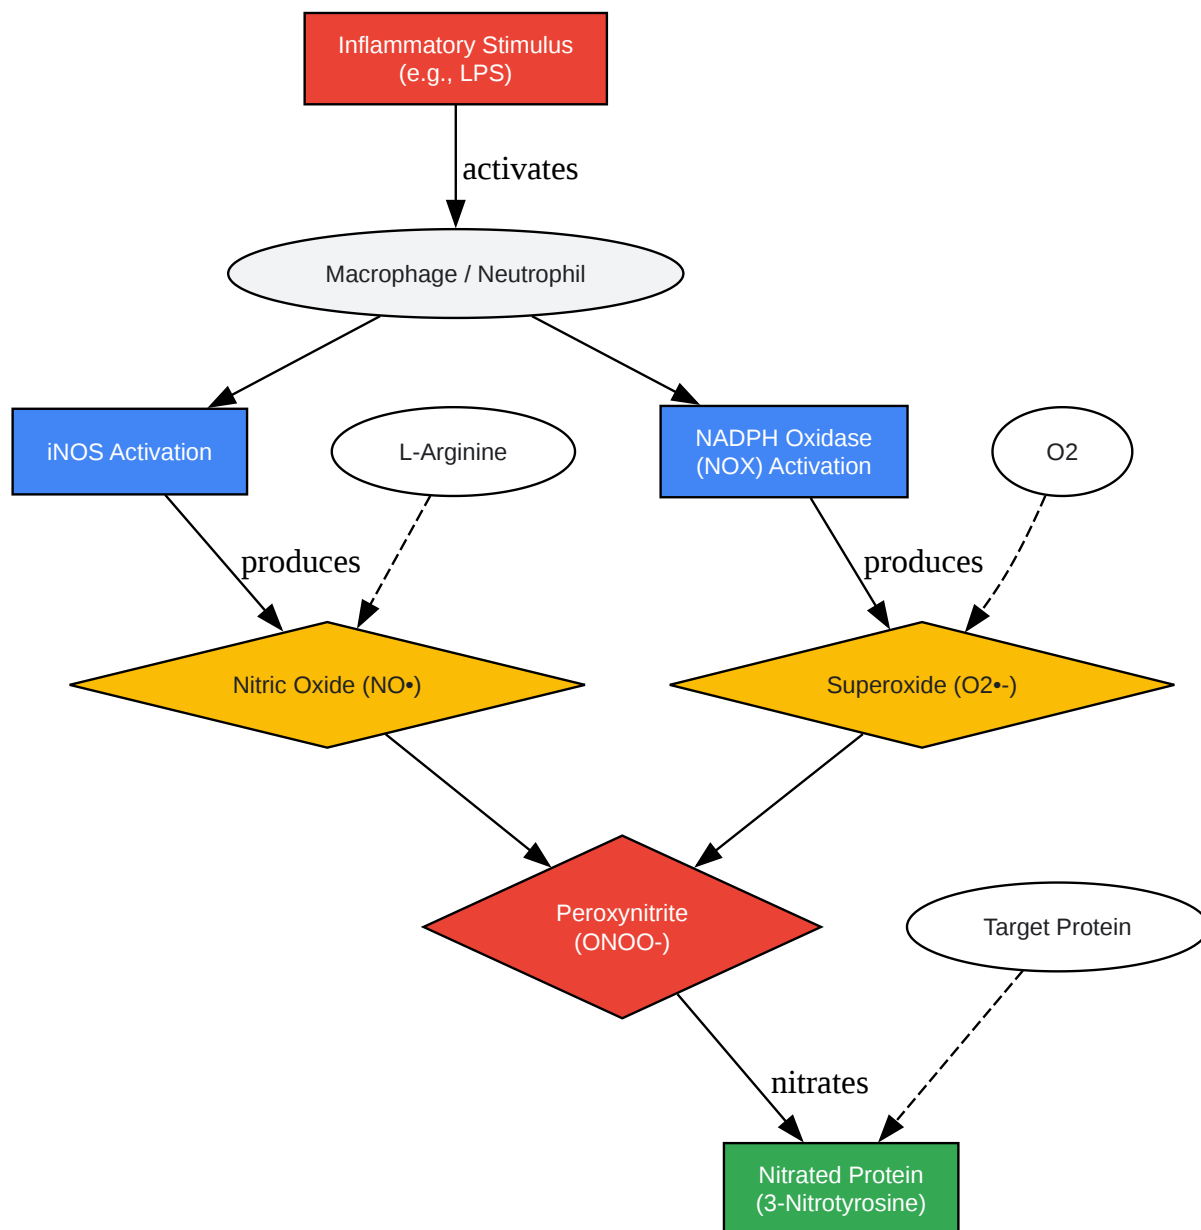 Inflammatory Stimulus
(e.g., LPS)
activates
Macrophage / Neutrophil
iNOS Activation
L-Arginine
NADPH Oxidase
(NOX) Activation
O2
produces
produces
Nitric Oxide (NO•)
Superoxide (O2•-)
Peroxynitrite
(ONOO-)
Target Protein
nitrates
Nitrated Protein
(3-Nitrotyrosine)